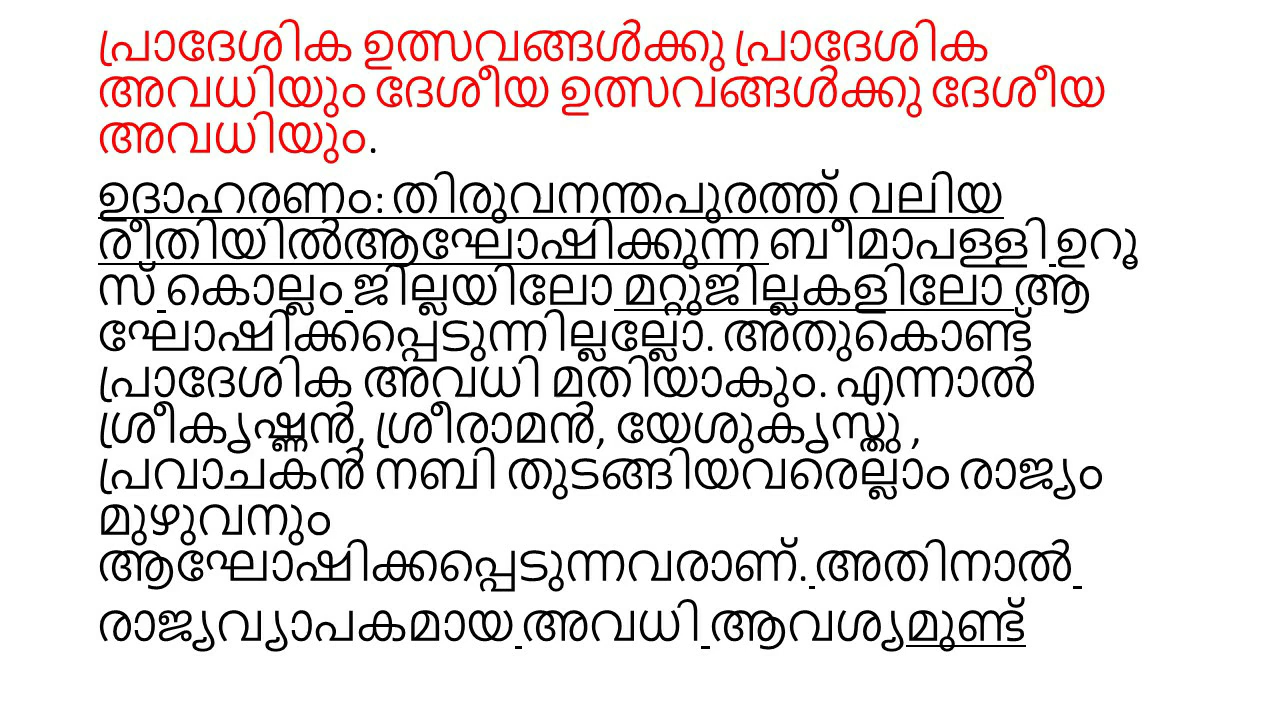 പ്രാദേശിക ഉത്സവങ്ങൾക്കു പ്രാദേശിക
അവധിയും ദേശീയ ഉത്സവങ്ങൾക്കു ദേശീയ
അവധിയും.
ഉദാഹരണം: തിരുവനന്തപുരത്ത് വലിയ
രീതിയിൽആഘോഷിക്കുന്ന ബീമാപള്ളി ഉറൂ
സ് കൊല്ലം ജില്ലയിലോ മറ്റുജില്ലകളിലോ ആ
ഘോഷിക്കപ്പെടുന്നില്ലല്ലോ. അതുകൊണ്ട്
പ്രാദേശിക അവധി മതിയാകും. എന്നാൽ
ശ്രീകൃഷ്ണൻ, ശ്രീരാമൻ, യേശുകൃസ്തു ,
പ്രവാചകൻ നബി തുടങ്ങിയവരെല്ലാം രാജ്യം
മുഴുവനും
ആഘോഷിക്കപ്പെടുന്നവരാണ്. അതിനാൽ
രാജ്യവ്യാപകമായ അവധി ആവശ്യമുണ്ട്